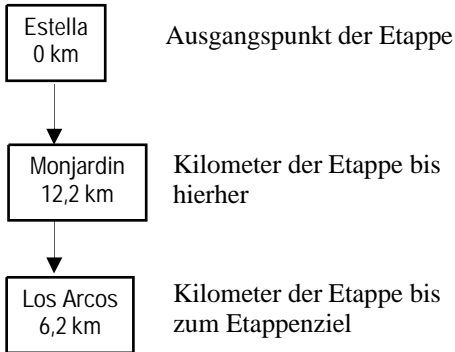 Estella
0 km
Ausgangspunkt der Etappe
Monjardin
12,2 km
Kilometer der Etappe bis
hierher
Los Arcos
6,2 km
Kilometer der Etappe bis
zum Etappenziel